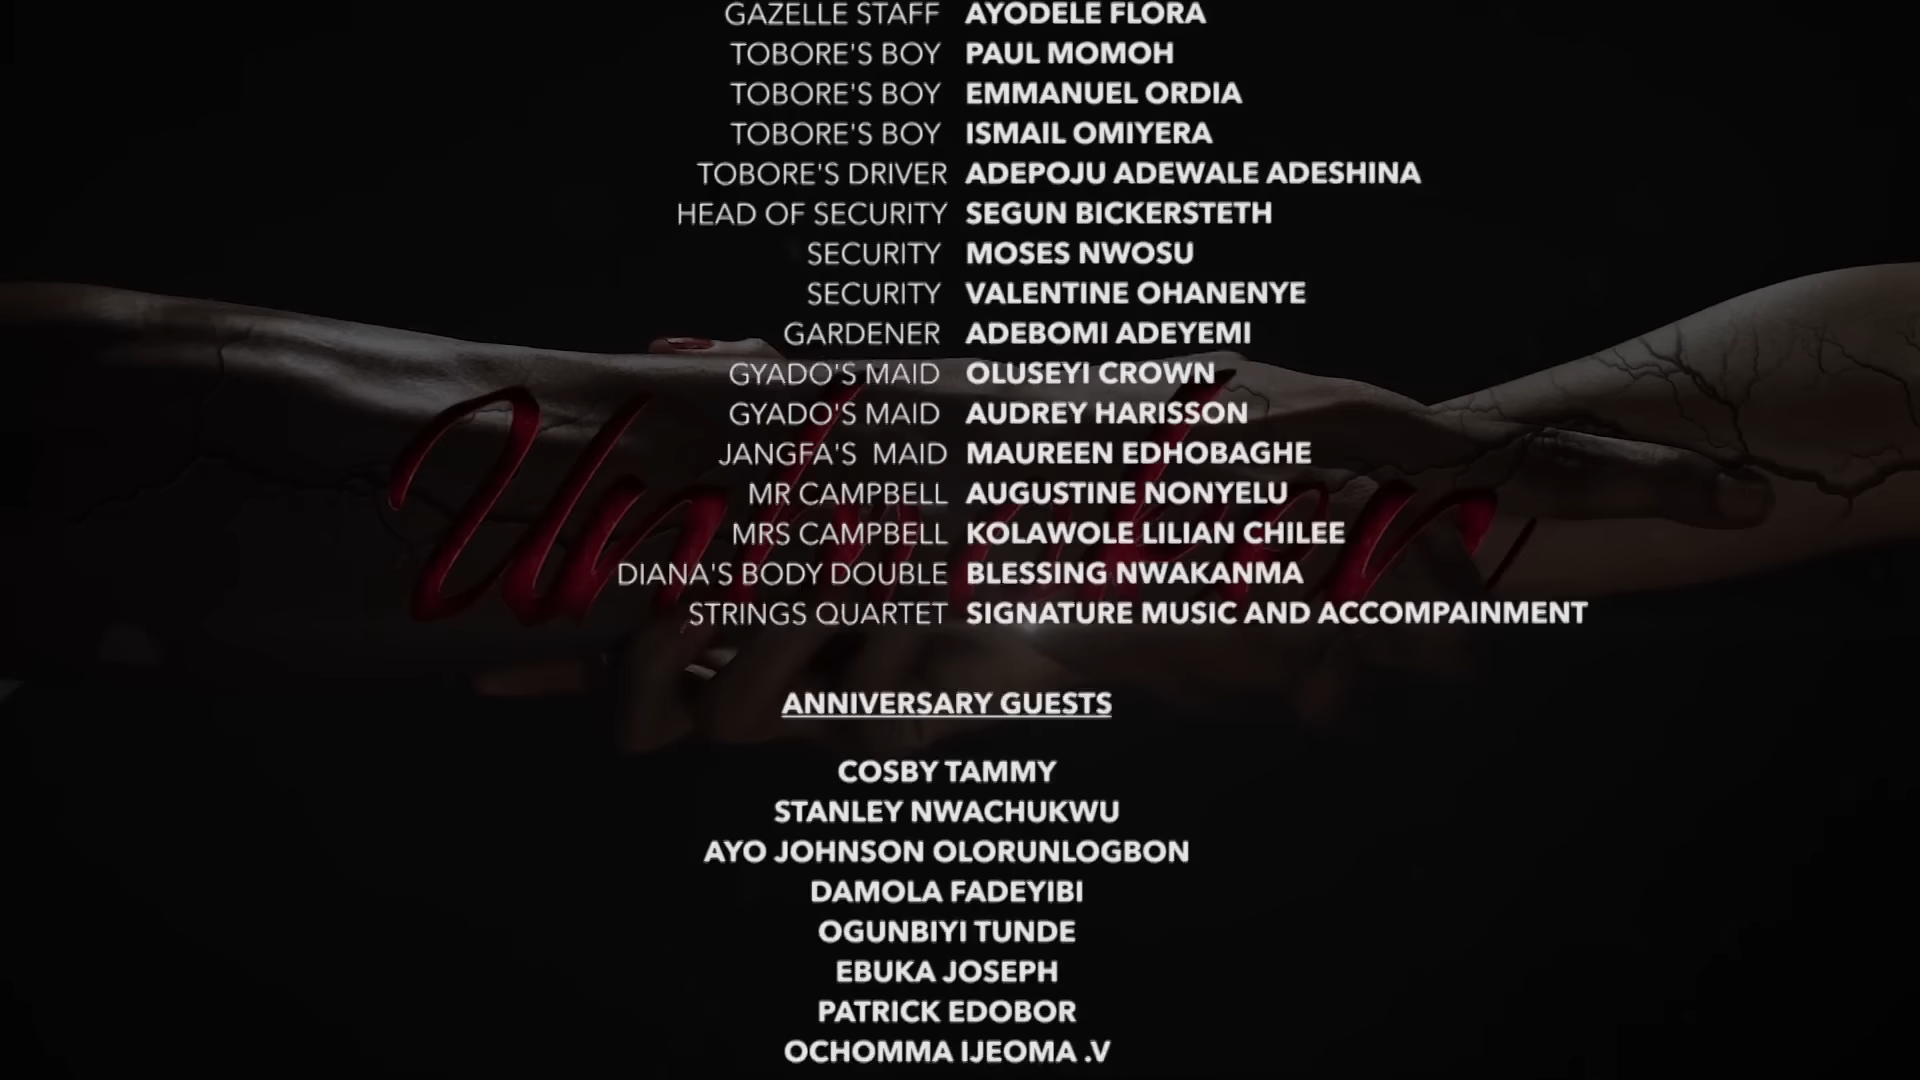 GAZELLE STAFF AYODELE FLORA
TOBORE'S BOY PAUL MOMOH
TOBORE'S BOY EMMANUEL ORDIA
TOBORE'S BOY ISMAIL OMIYERA
TOBORE'S DRIVER ADEPOJU ADEWALE ADESHINA
HEAD OF SECURITY SEGUN BICKERSTETH
SECURITY MOSES NWOSU
SECURITY VALENTINE OHANENYE
GARDENER ADEBOMI ADEYEMI
GYADO'S MAID OLUSEYI CROWN
GYADO'S MAID AUDREY HARISSON
JANGFA'S MAID MAUREEN EDHOBAGHE
MR CAMPBELL AUGUSTINE NONYELU
MRS CAMPBELL KOLAWOLE LILIAN CHILEE
DIANA'S BODY DOUBLE BLESSING NWAKANMA
STRINGS QUARTET SIGNATURE MUSIC AND ACCOMPAINMENT
Unbroken
ANNIVERSARY GUESTS
COSBY TAMMY
STANLEY NWACHUKWU
AYO JOHNSON OLORUNLOGBON
DAMOLA FADEYIBI
OGUNBIYI TUNDE
EBUKA JOSEPH
PATRICK EDOBOR
OCHOMMA IJEOMA .V